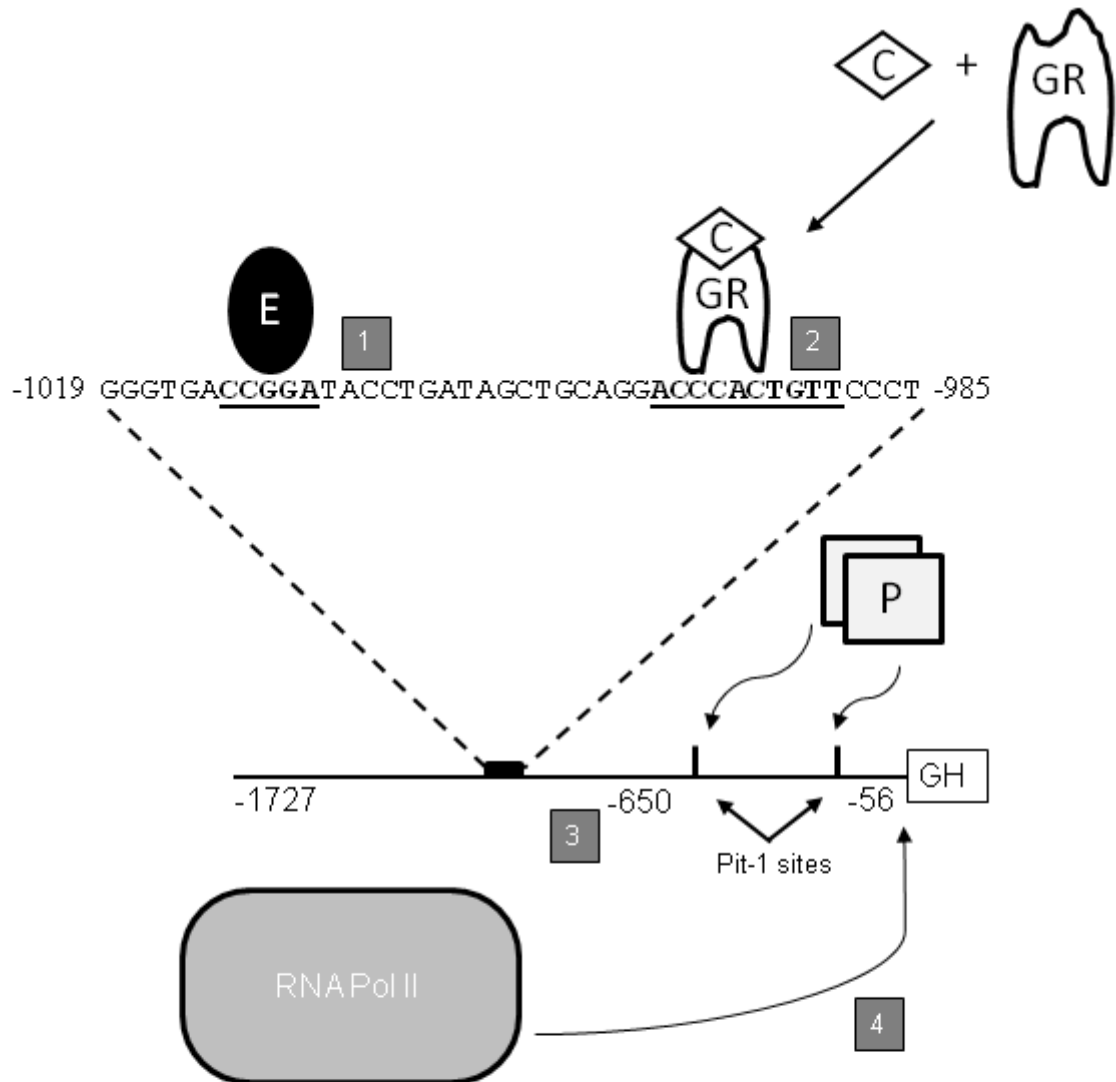 C + GR
C
GR
E
1
2
-1019 GGGTGACCGGATACCTGATAGCTGCAGGACCCACTGTTCCCT -985
P
-1727
-650
-56
GH
3
Pit-1 sites
RNA Pol II
4